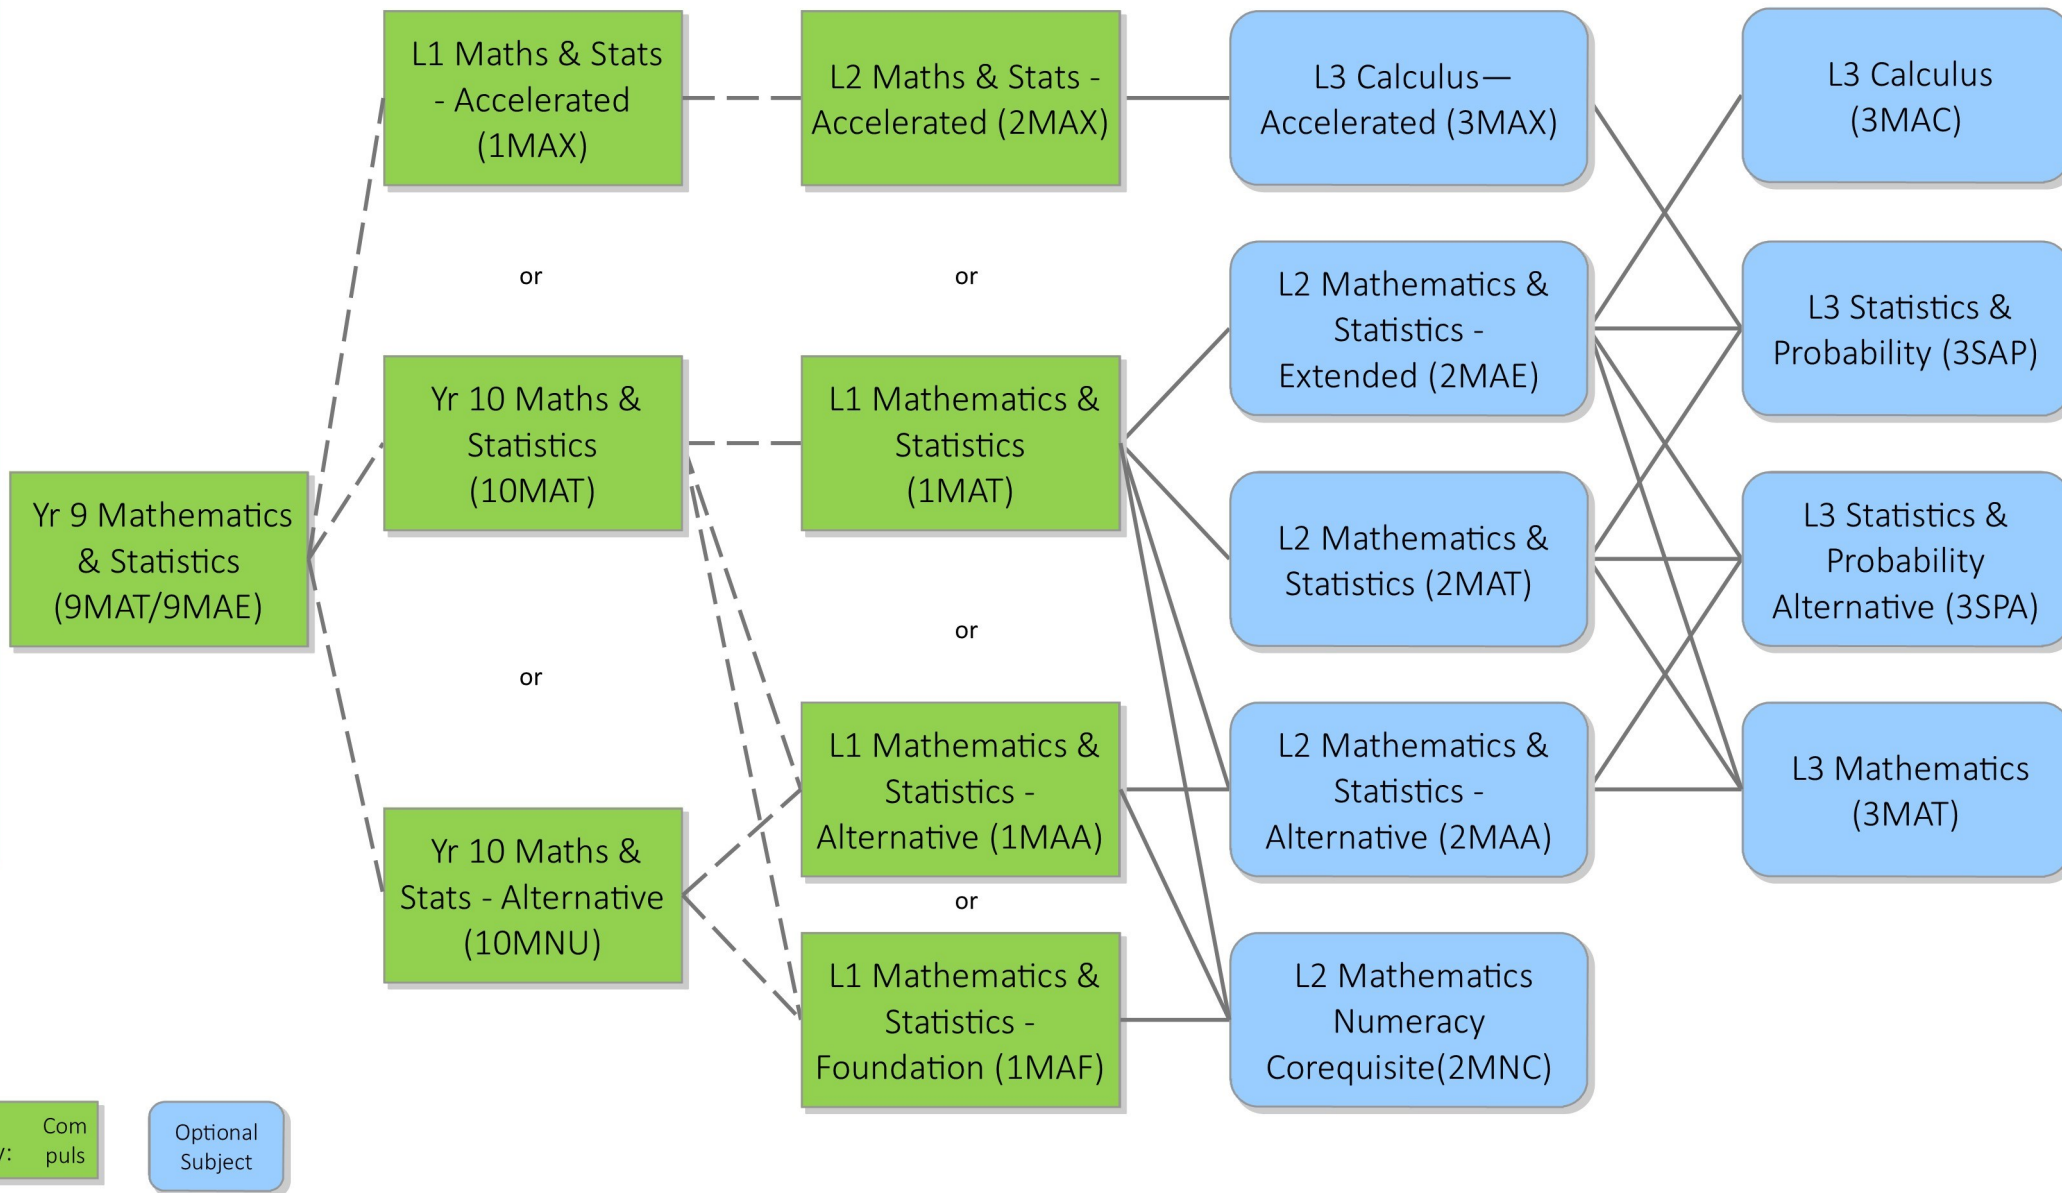 L1 Maths & Stats
- Accelerated
(1MAX)
L2 Maths & Stats -
Accelerated (2MAX)
L3 Calculus—
Accelerated (3MAX)
L3 Calculus
(3MAC)
or
or
L2 Mathematics &
Statistics -
Extended (2MAE)
L3 Statistics &
Probability (3SAP)
Yr 10 Maths &
Statistics
(10MAT)
L1 Mathematics &
Statistics
(1MAT)
Yr 9 Mathematics
& Statistics
(9MAT/9MAE)
L2 Mathematics &
Statistics (2MAT)
L3 Statistics &
Probability
Alternative (3SPA)
or
or
L1 Mathematics &
Statistics -
Alternative (1MAA)
L2 Mathematics &
Statistics -
Alternative (2MAA)
L3 Mathematics
(3MAT)
Yr 10 Maths &
Stats - Alternative
(10MNU)
or
L1 Mathematics &
Statistics -
Foundation (1MAF)
L2 Mathematics
Numeracy
Corequisite(2MNC)
Com
puls
Optional
Subject